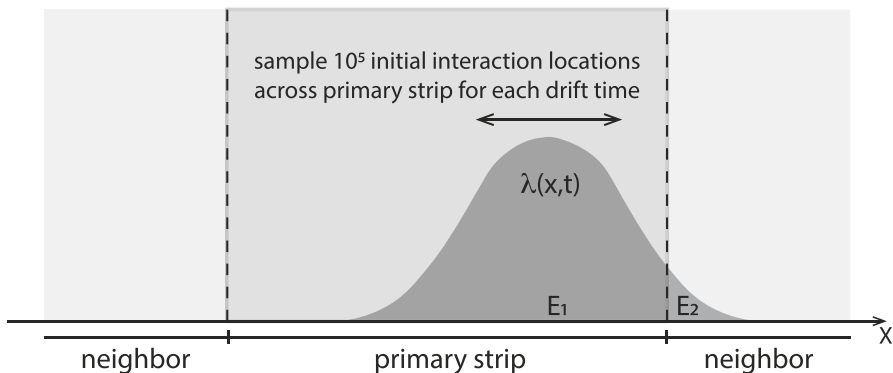 sample 10⁵ initial interaction locations
across primary strip for each drift time
λ(x,t)
E₁ E₂
X
neighbor primary strip neighbor